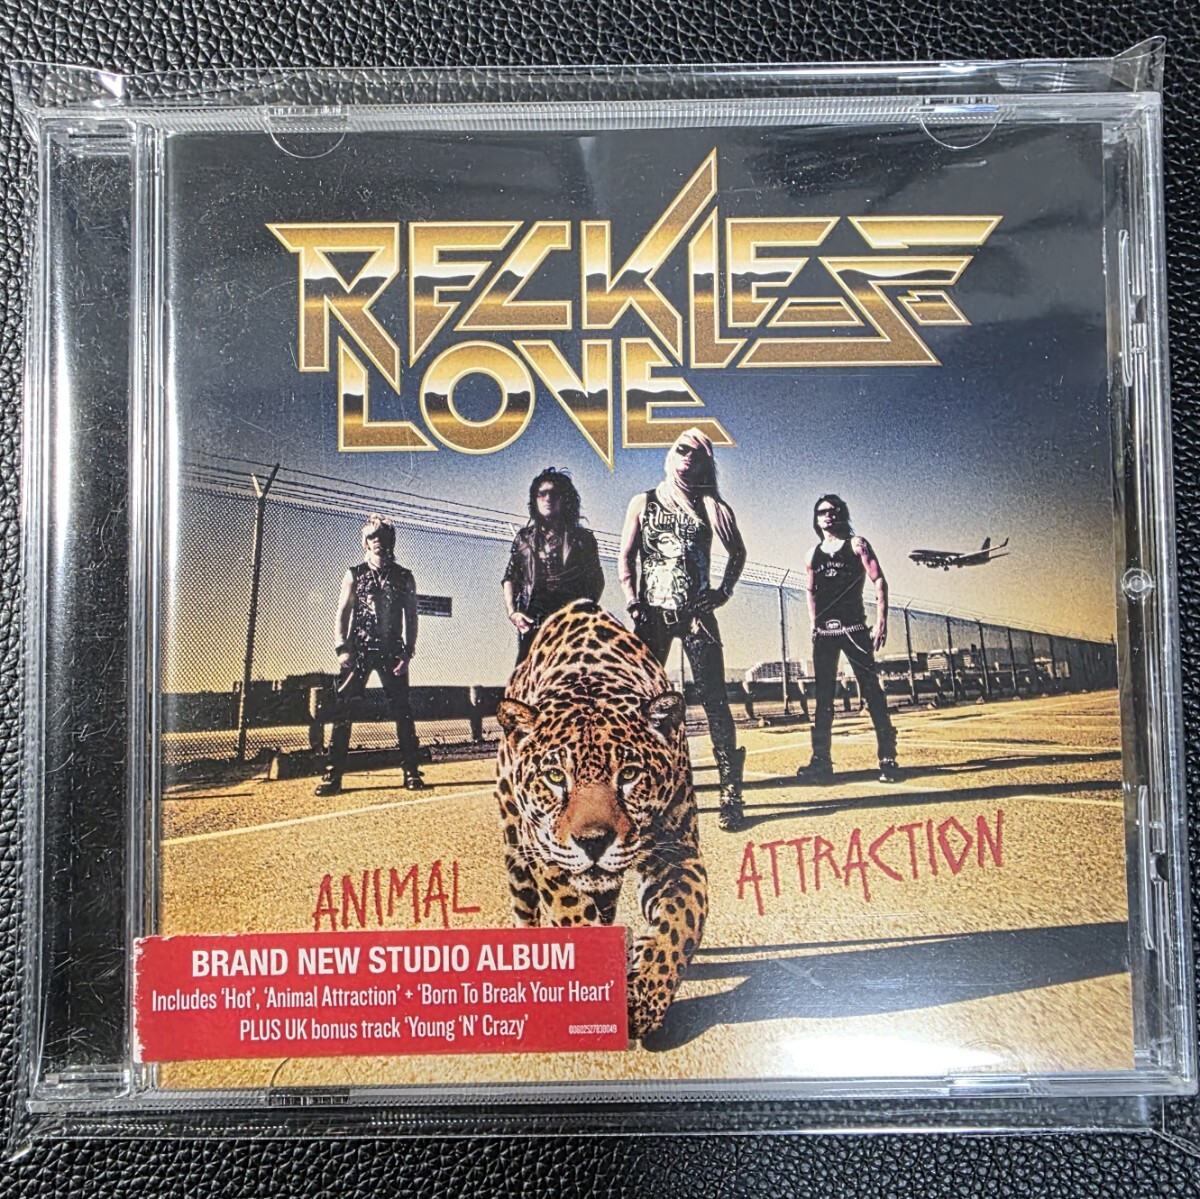 RECKLESS
LOVE
ANIMAL ATTRACTION
BRAND NEW STUDIO ALBUM
Includes ‘Hot’, ‘Animal Attraction’ + ‘Born To Break Your Heart’
PLUS UK bonus track ‘Young ‘N’ Crazy’
00602527830049